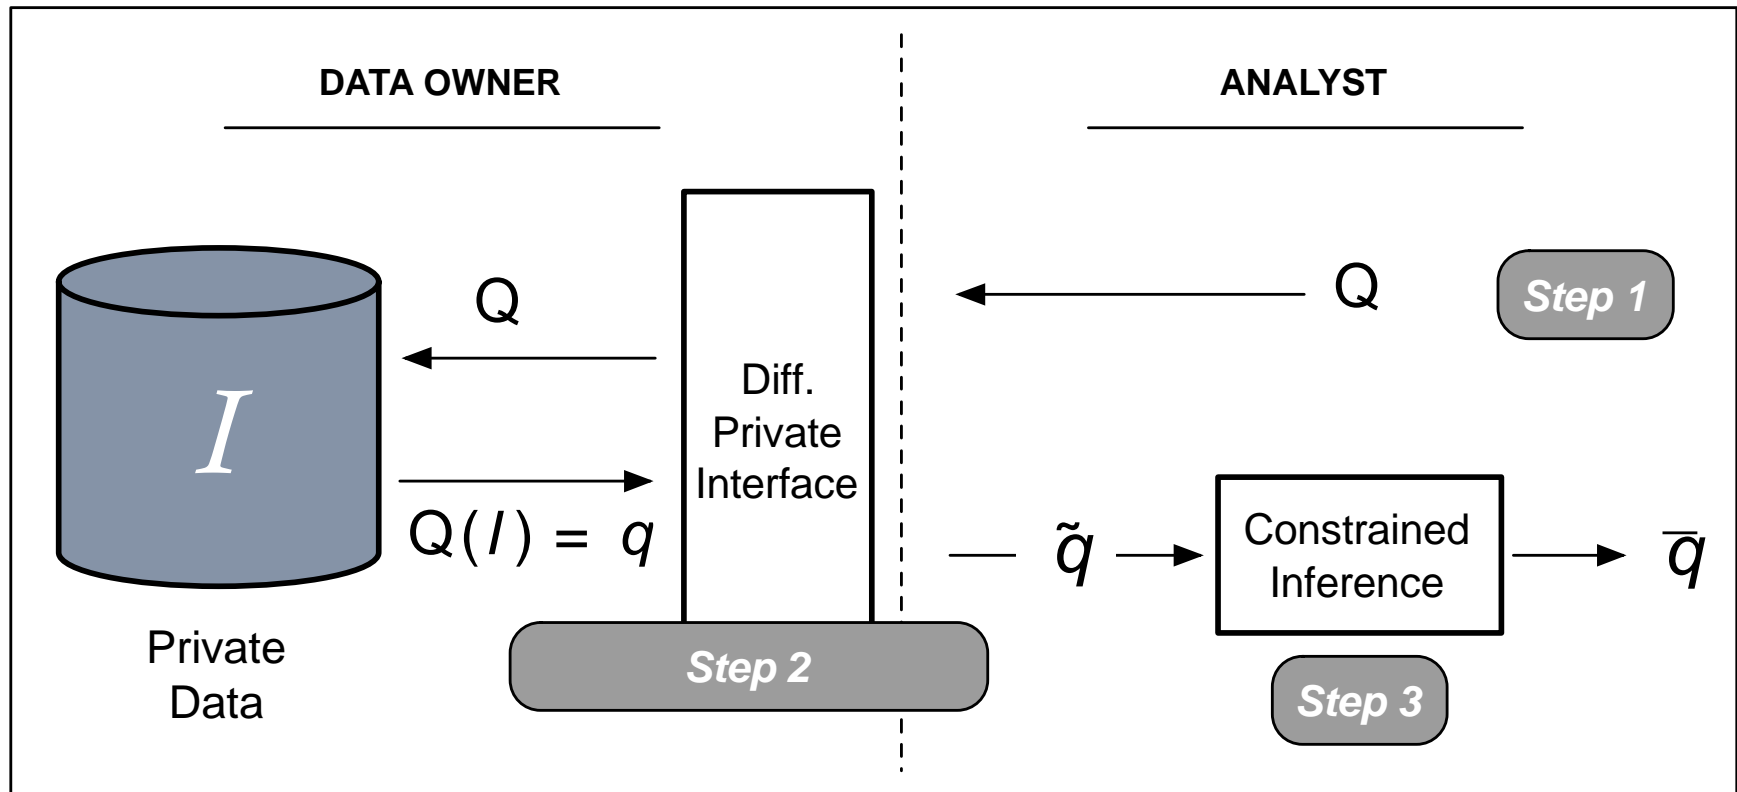 DATA OWNER
ANALYST
Q
Q
Step 1
I
Diff.
Private
Interface
Q(I) = q
q̃
Constrained
Inference
q̅
Private
Data
Step 2
Step 3